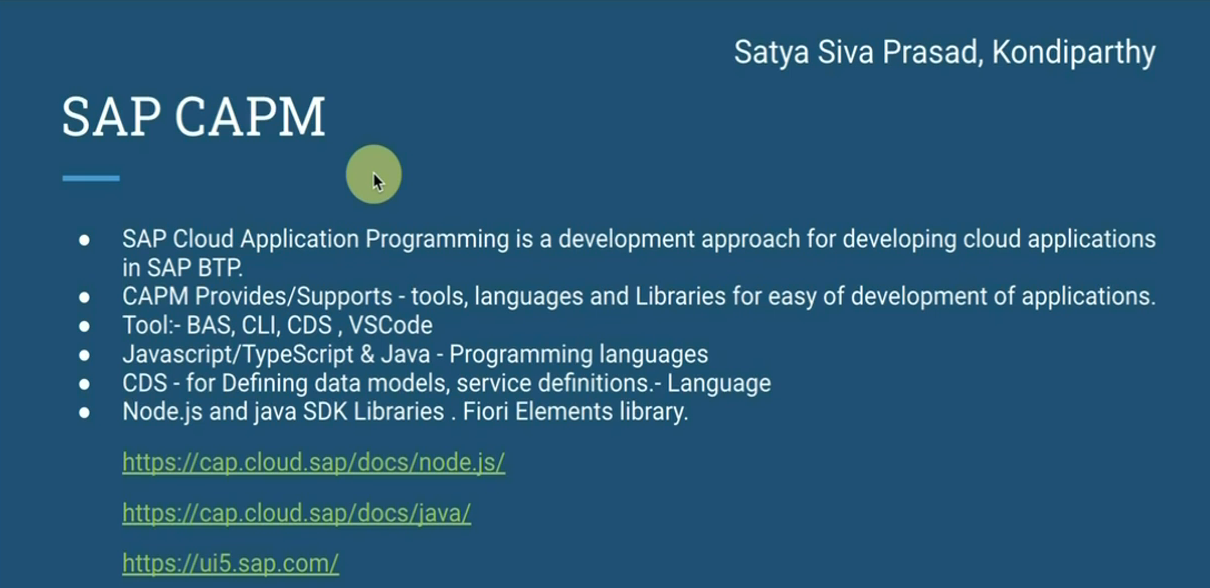 Satya Siva Prasad, Kondiparthy
SAP CAPM
● SAP Cloud Application Programming is a development approach for developing cloud applications
in SAP BTP.
● CAPM Provides/Supports - tools, languages and Libraries for easy of development of applications.
● Tool:- BAS, CLI, CDS , VSCode
● Javascript/TypeScript & Java - Programming languages
● CDS - for Defining data models, service definitions.- Language
● Node.js and java SDK Libraries . Fiori Elements library.
https://cap.cloud.sap/docs/node.js/
https://cap.cloud.sap/docs/java/
https://ui5.sap.com/